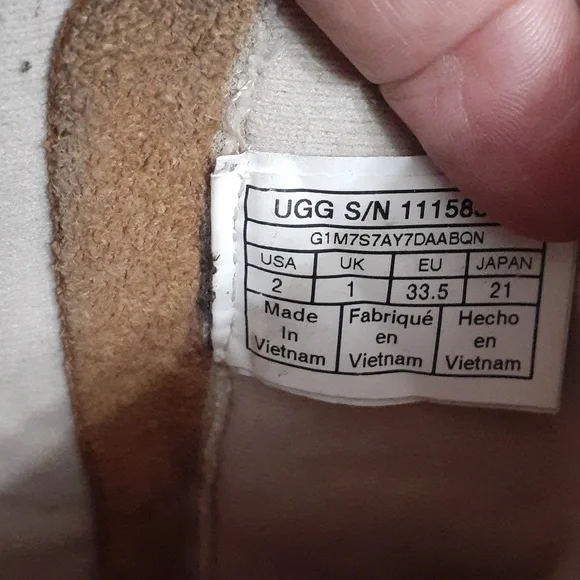 UGG S/N 11158
G1M7S7AY7DAABQN
USA UK EU JAPAN
2 1 33.5 21
Made In Vietnam
Fabriqué en Vietnam
Hecho en Vietnam